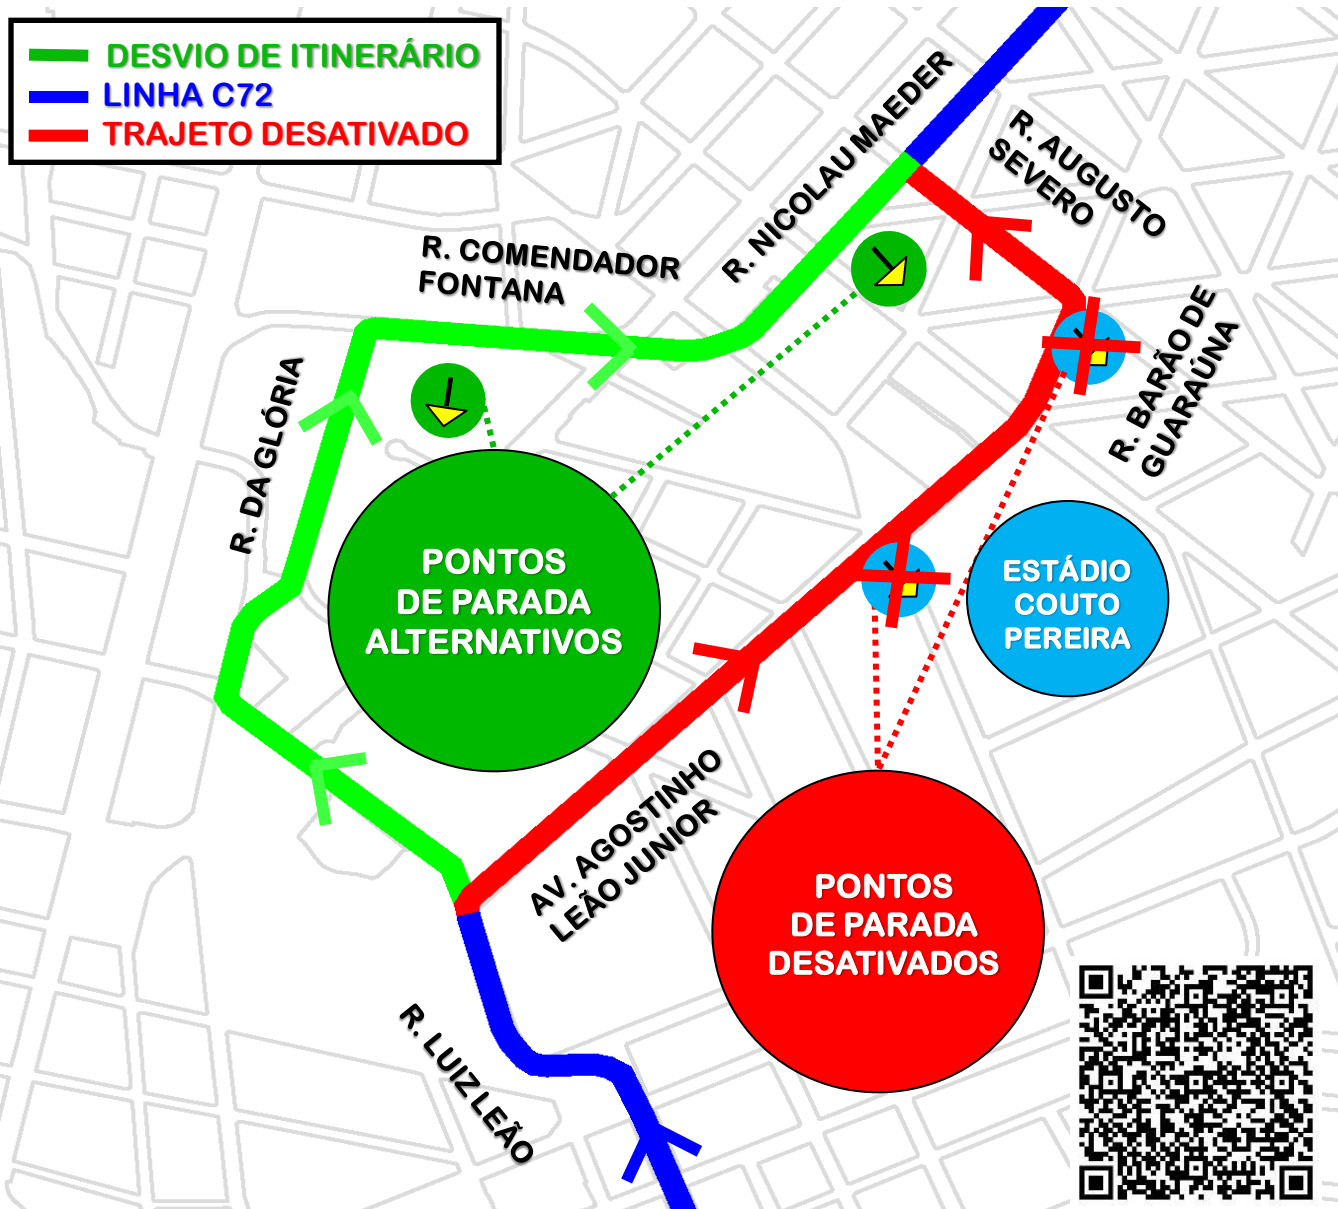 DESVIO DE ITINERÁRIO
LINHA C72
TRAJETO DESATIVADO
R. NICOLAU MAEDER
R. AUGUSTO
SEVERO
R. COMENDADOR
FONTANA
R. BARÃO DE
GUARAÚNA
R. DA GLÓRIA
PONTOS
DE PARADA
ALTERNATIVOS
ESTÁDIO
COUTO
PEREIRA
AV. AGOSTINHO
LEÃO JUNIOR
PONTOS
DE PARADA
DESATIVADOS
R. LUIZ LEÃO